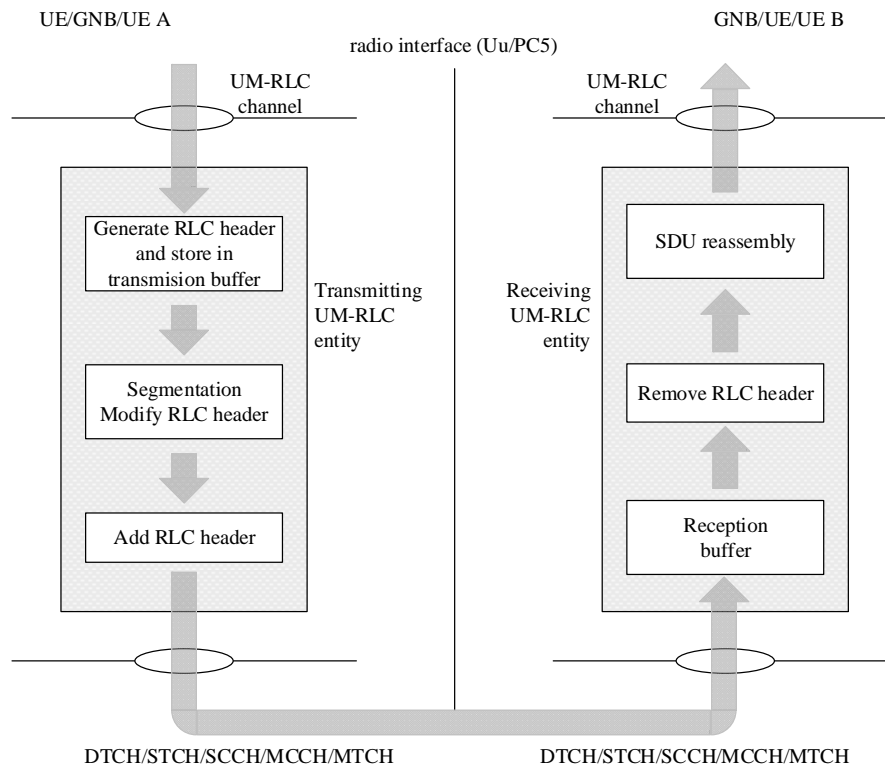 UE/GNB/UE A
GNB/UE/UE B
radio interface (Uu/PC5)
UM-RLC
channel
UM-RLC
channel
Generate RLC header
and store in
transmision buffer
Transmitting
UM-RLC
entity
Segmentation
Modify RLC header
Add RLC header
Receiving
UM-RLC
entity
SDU reassembly
Remove RLC header
Reception
buffer
DTCH/STCH/SCCH/MCCH/MTCH
DTCH/STCH/SCCH/MCCH/MTCH